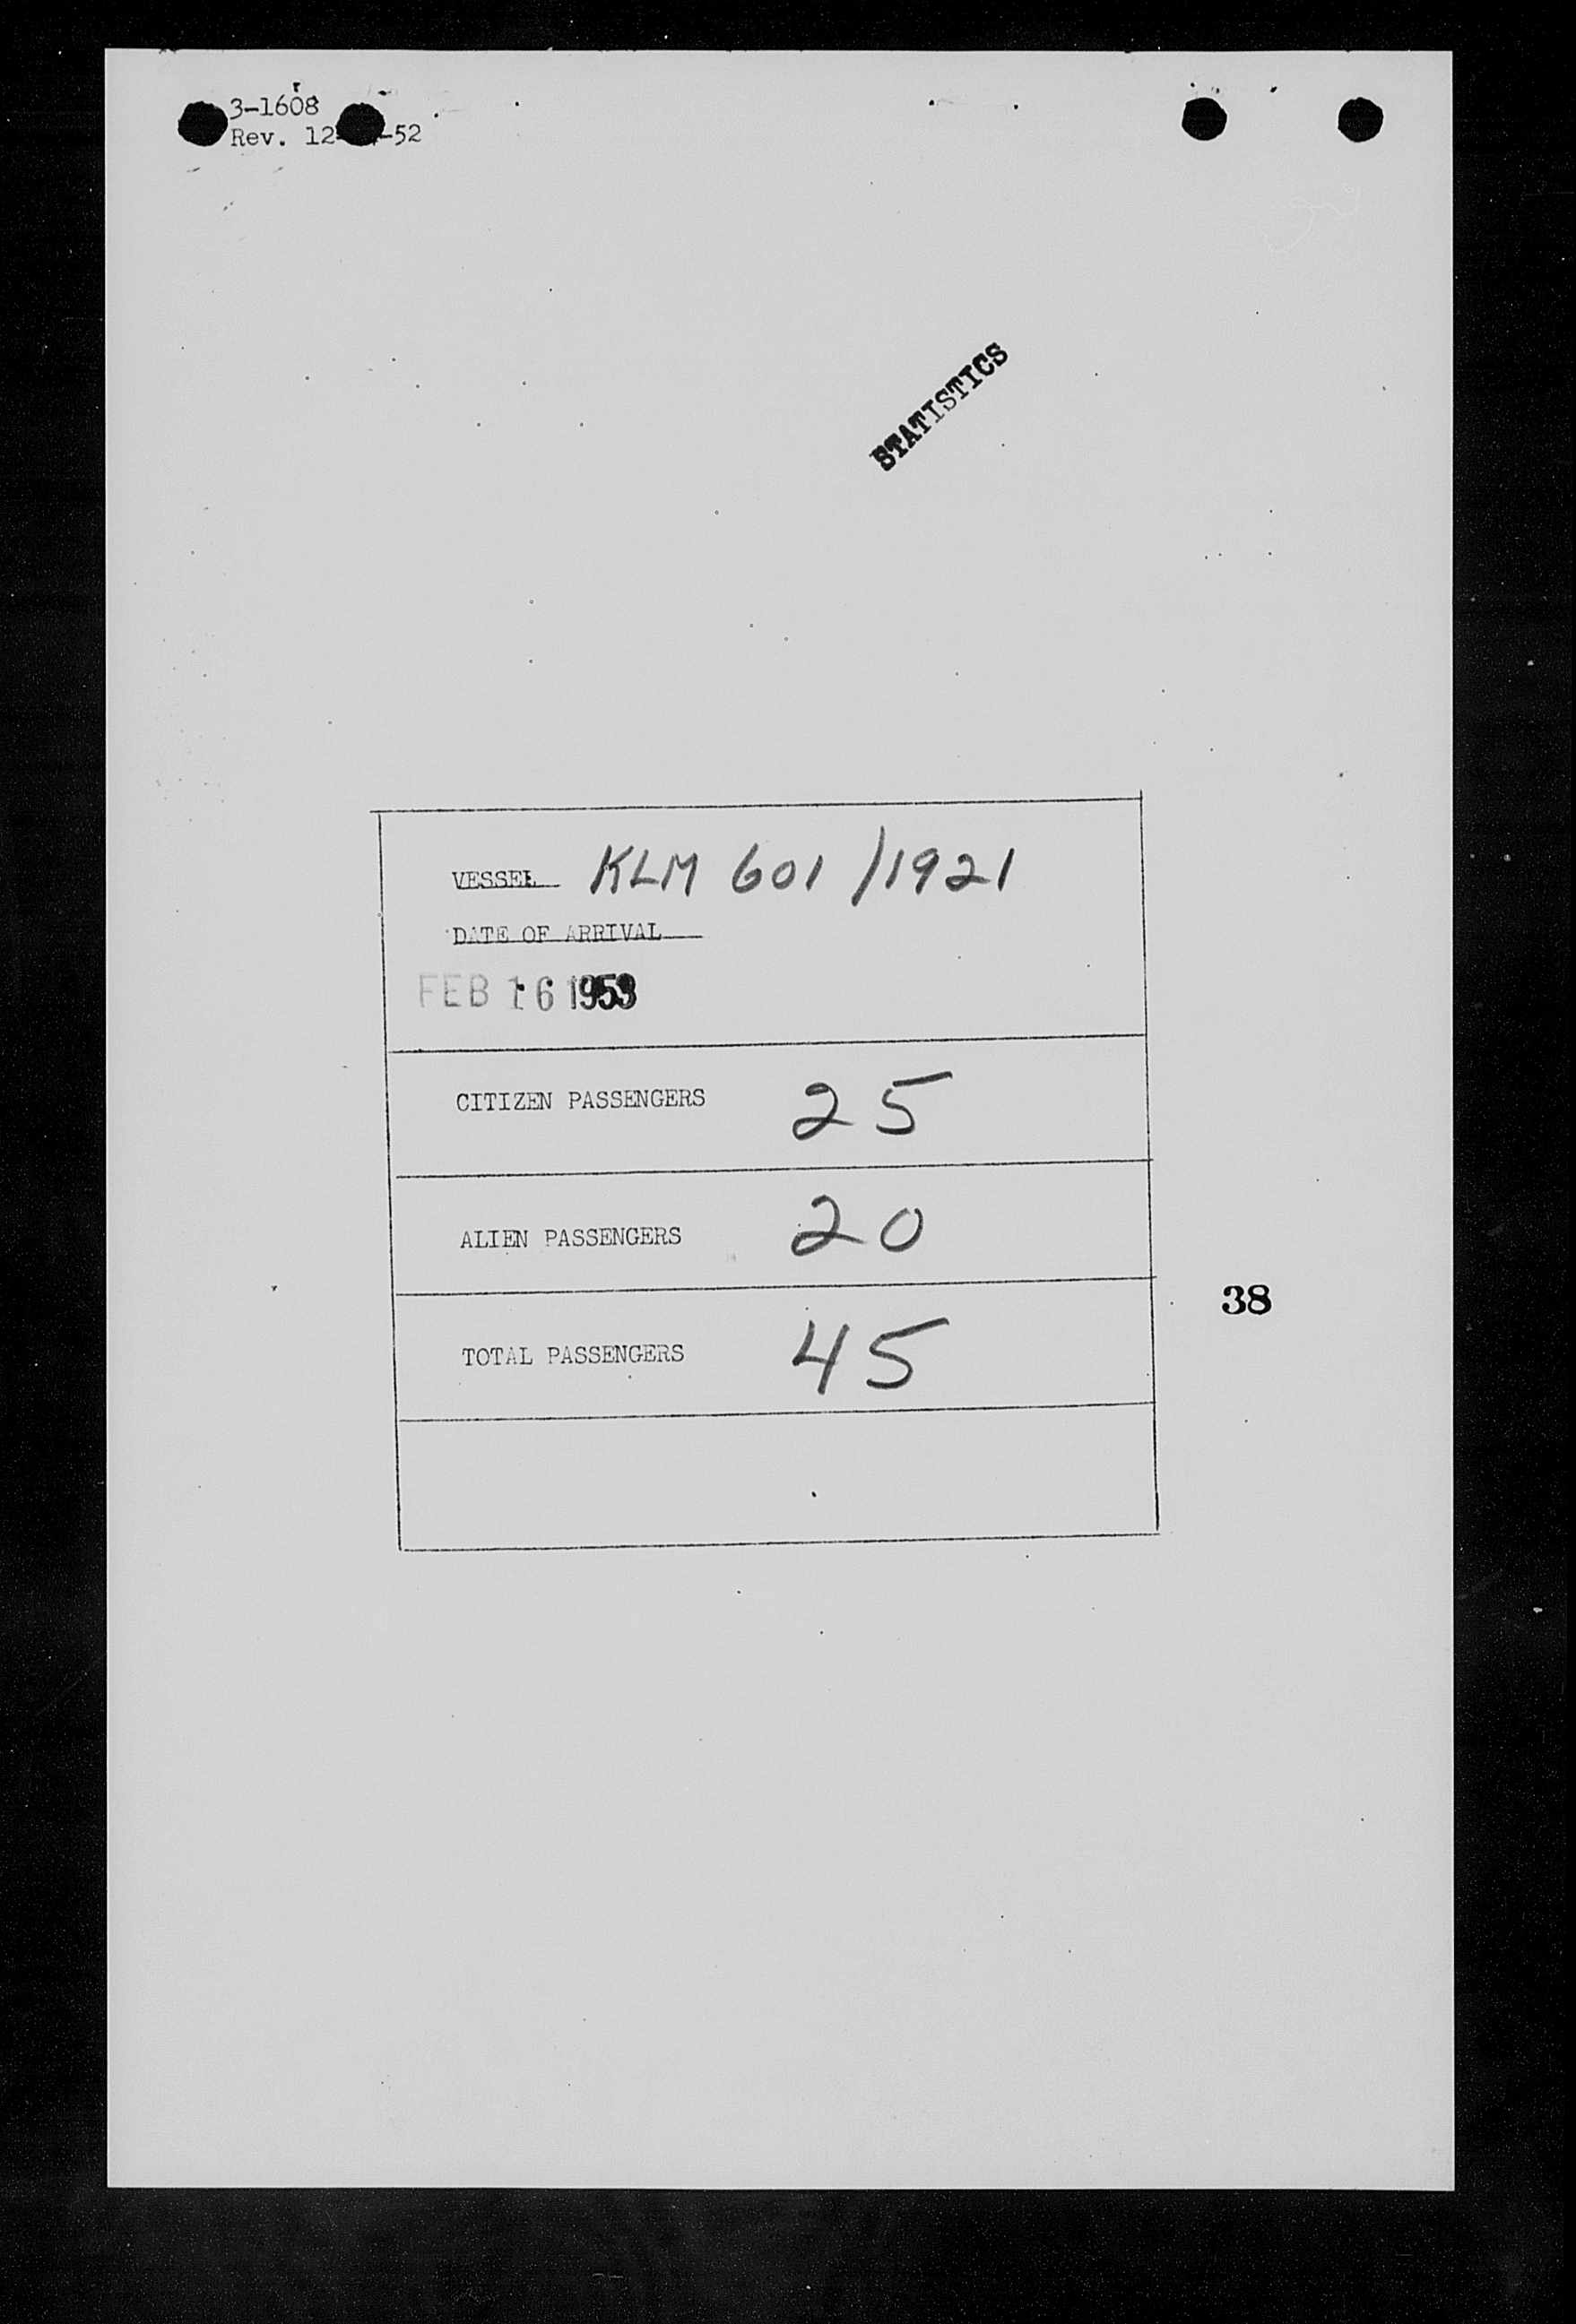 3-1608
Rev. 12- -52
STATISTICS
VESSEL KLM 601/1921
DATE OF ARRIVAL
FEB 16 1953
CITIZEN PASSENGERS 25
ALIEN PASSENGERS 20
38
TOTAL PASSENGERS 45